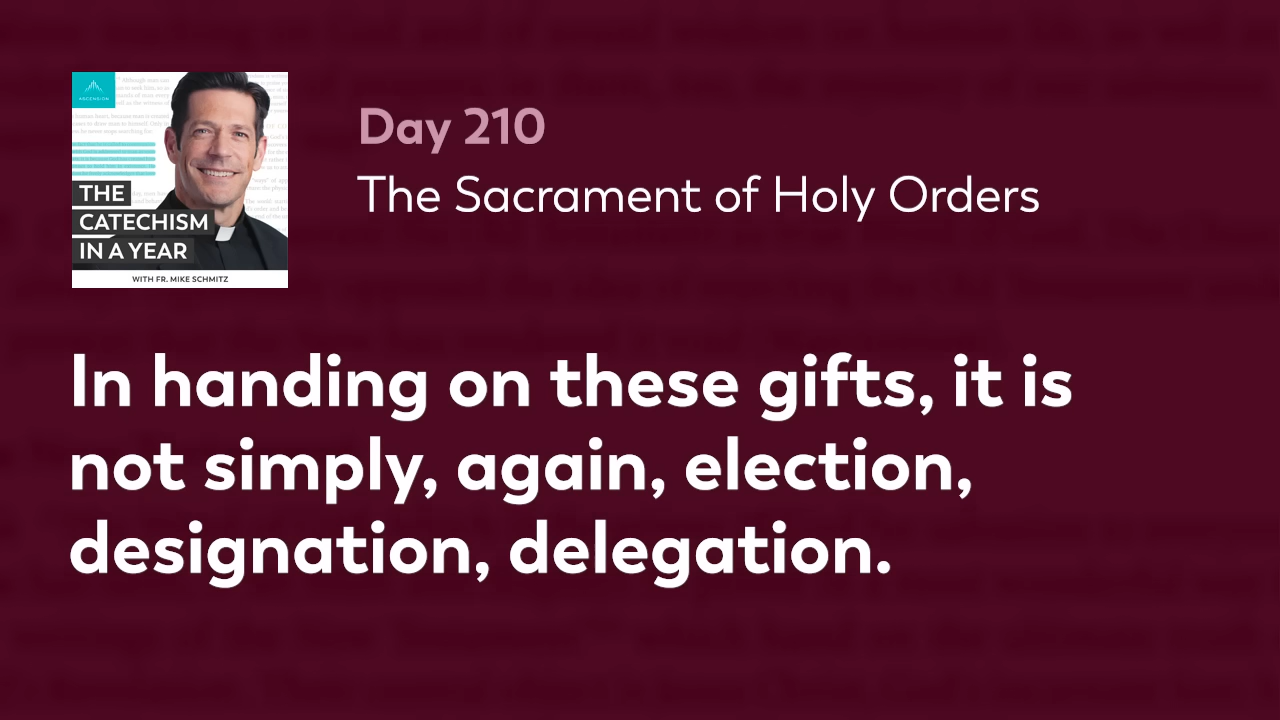 ASCENSION
THE
CATECHISM
IN A YEAR
WITH FR. MIKE SCHMITZ
Day 210
The Sacrament of Holy Orders
In handing on these gifts, it is
not simply, again, election,
designation, delegation.